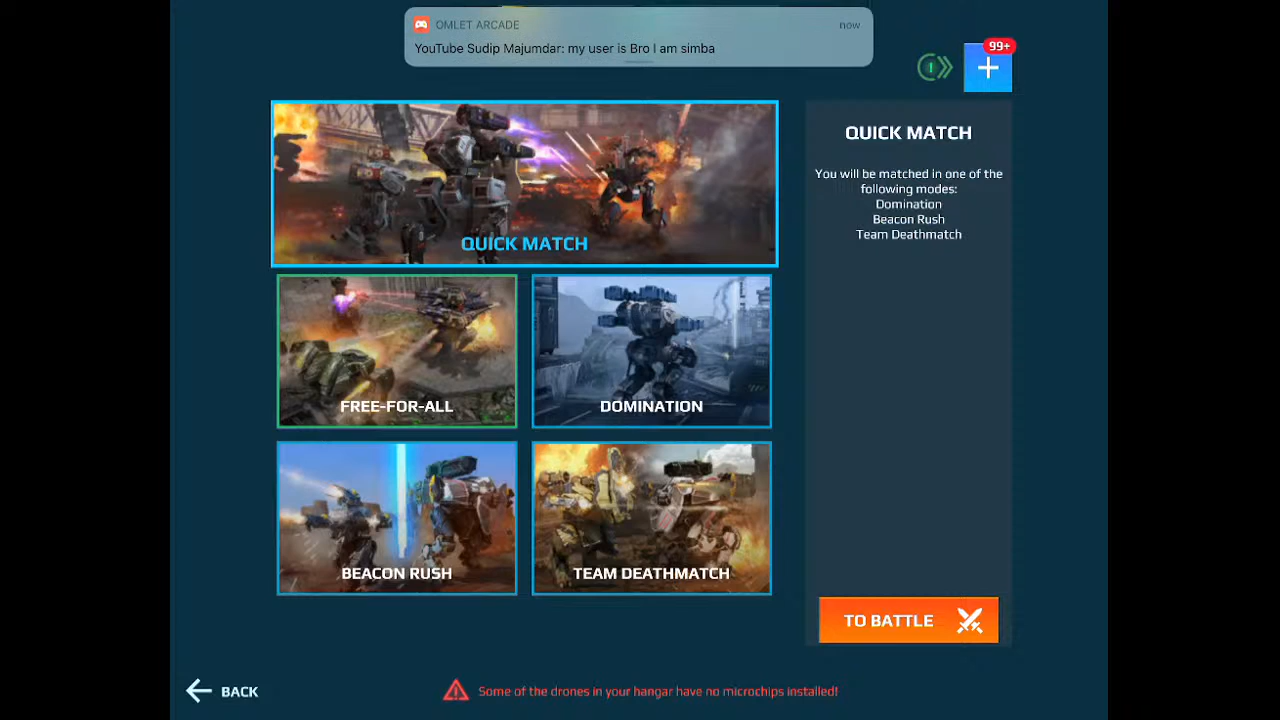 OMLET ARCADE
now
YouTube Sudip Majumdar: my user is Bro I am simba
99+
QUICK MATCH
FREE-FOR-ALL
DOMINATION
BEACON RUSH
TEAM DEATHMATCH
QUICK MATCH
You will be matched in one of the
following modes:
Domination
Beacon Rush
Team Deathmatch
TO BATTLE
BACK
Some of the drones in your hangar have no microchips installed!